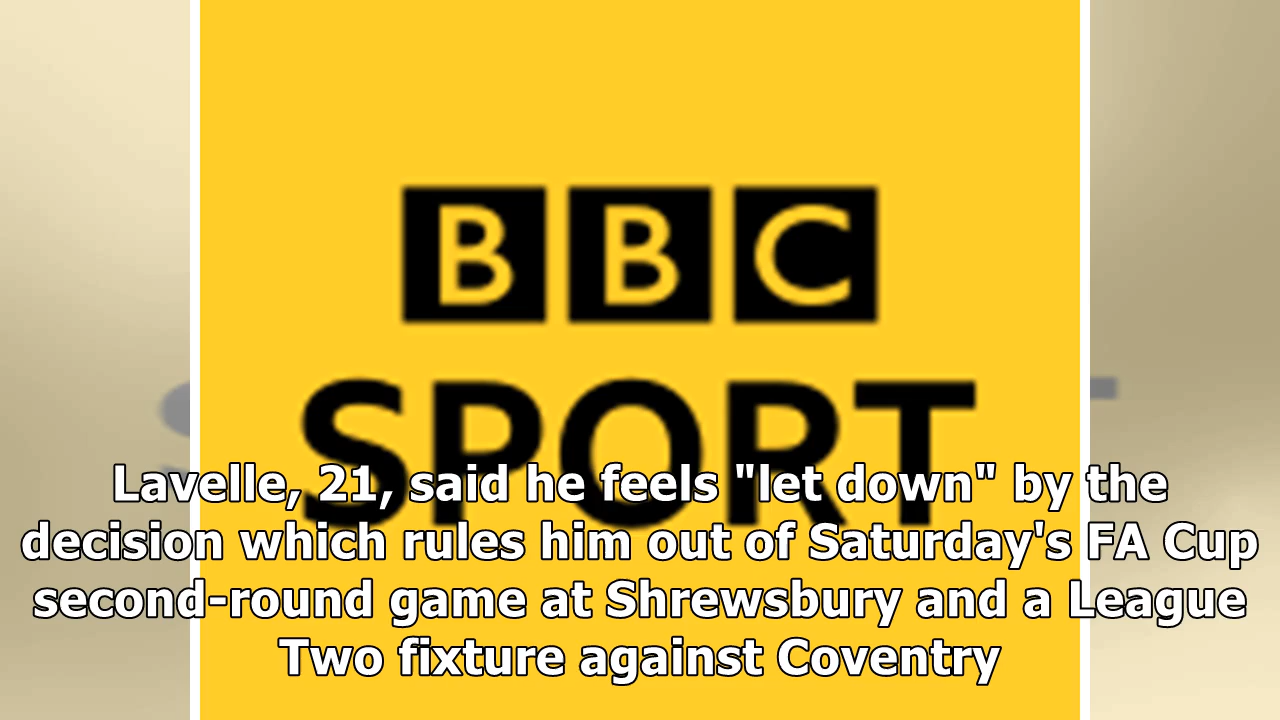 BBC
SPORT
Lavelle, 21, said he feels "let down" by the
decision which rules him out of Saturday's FA Cup
second-round game at Shrewsbury and a League
Two fixture against Coventry